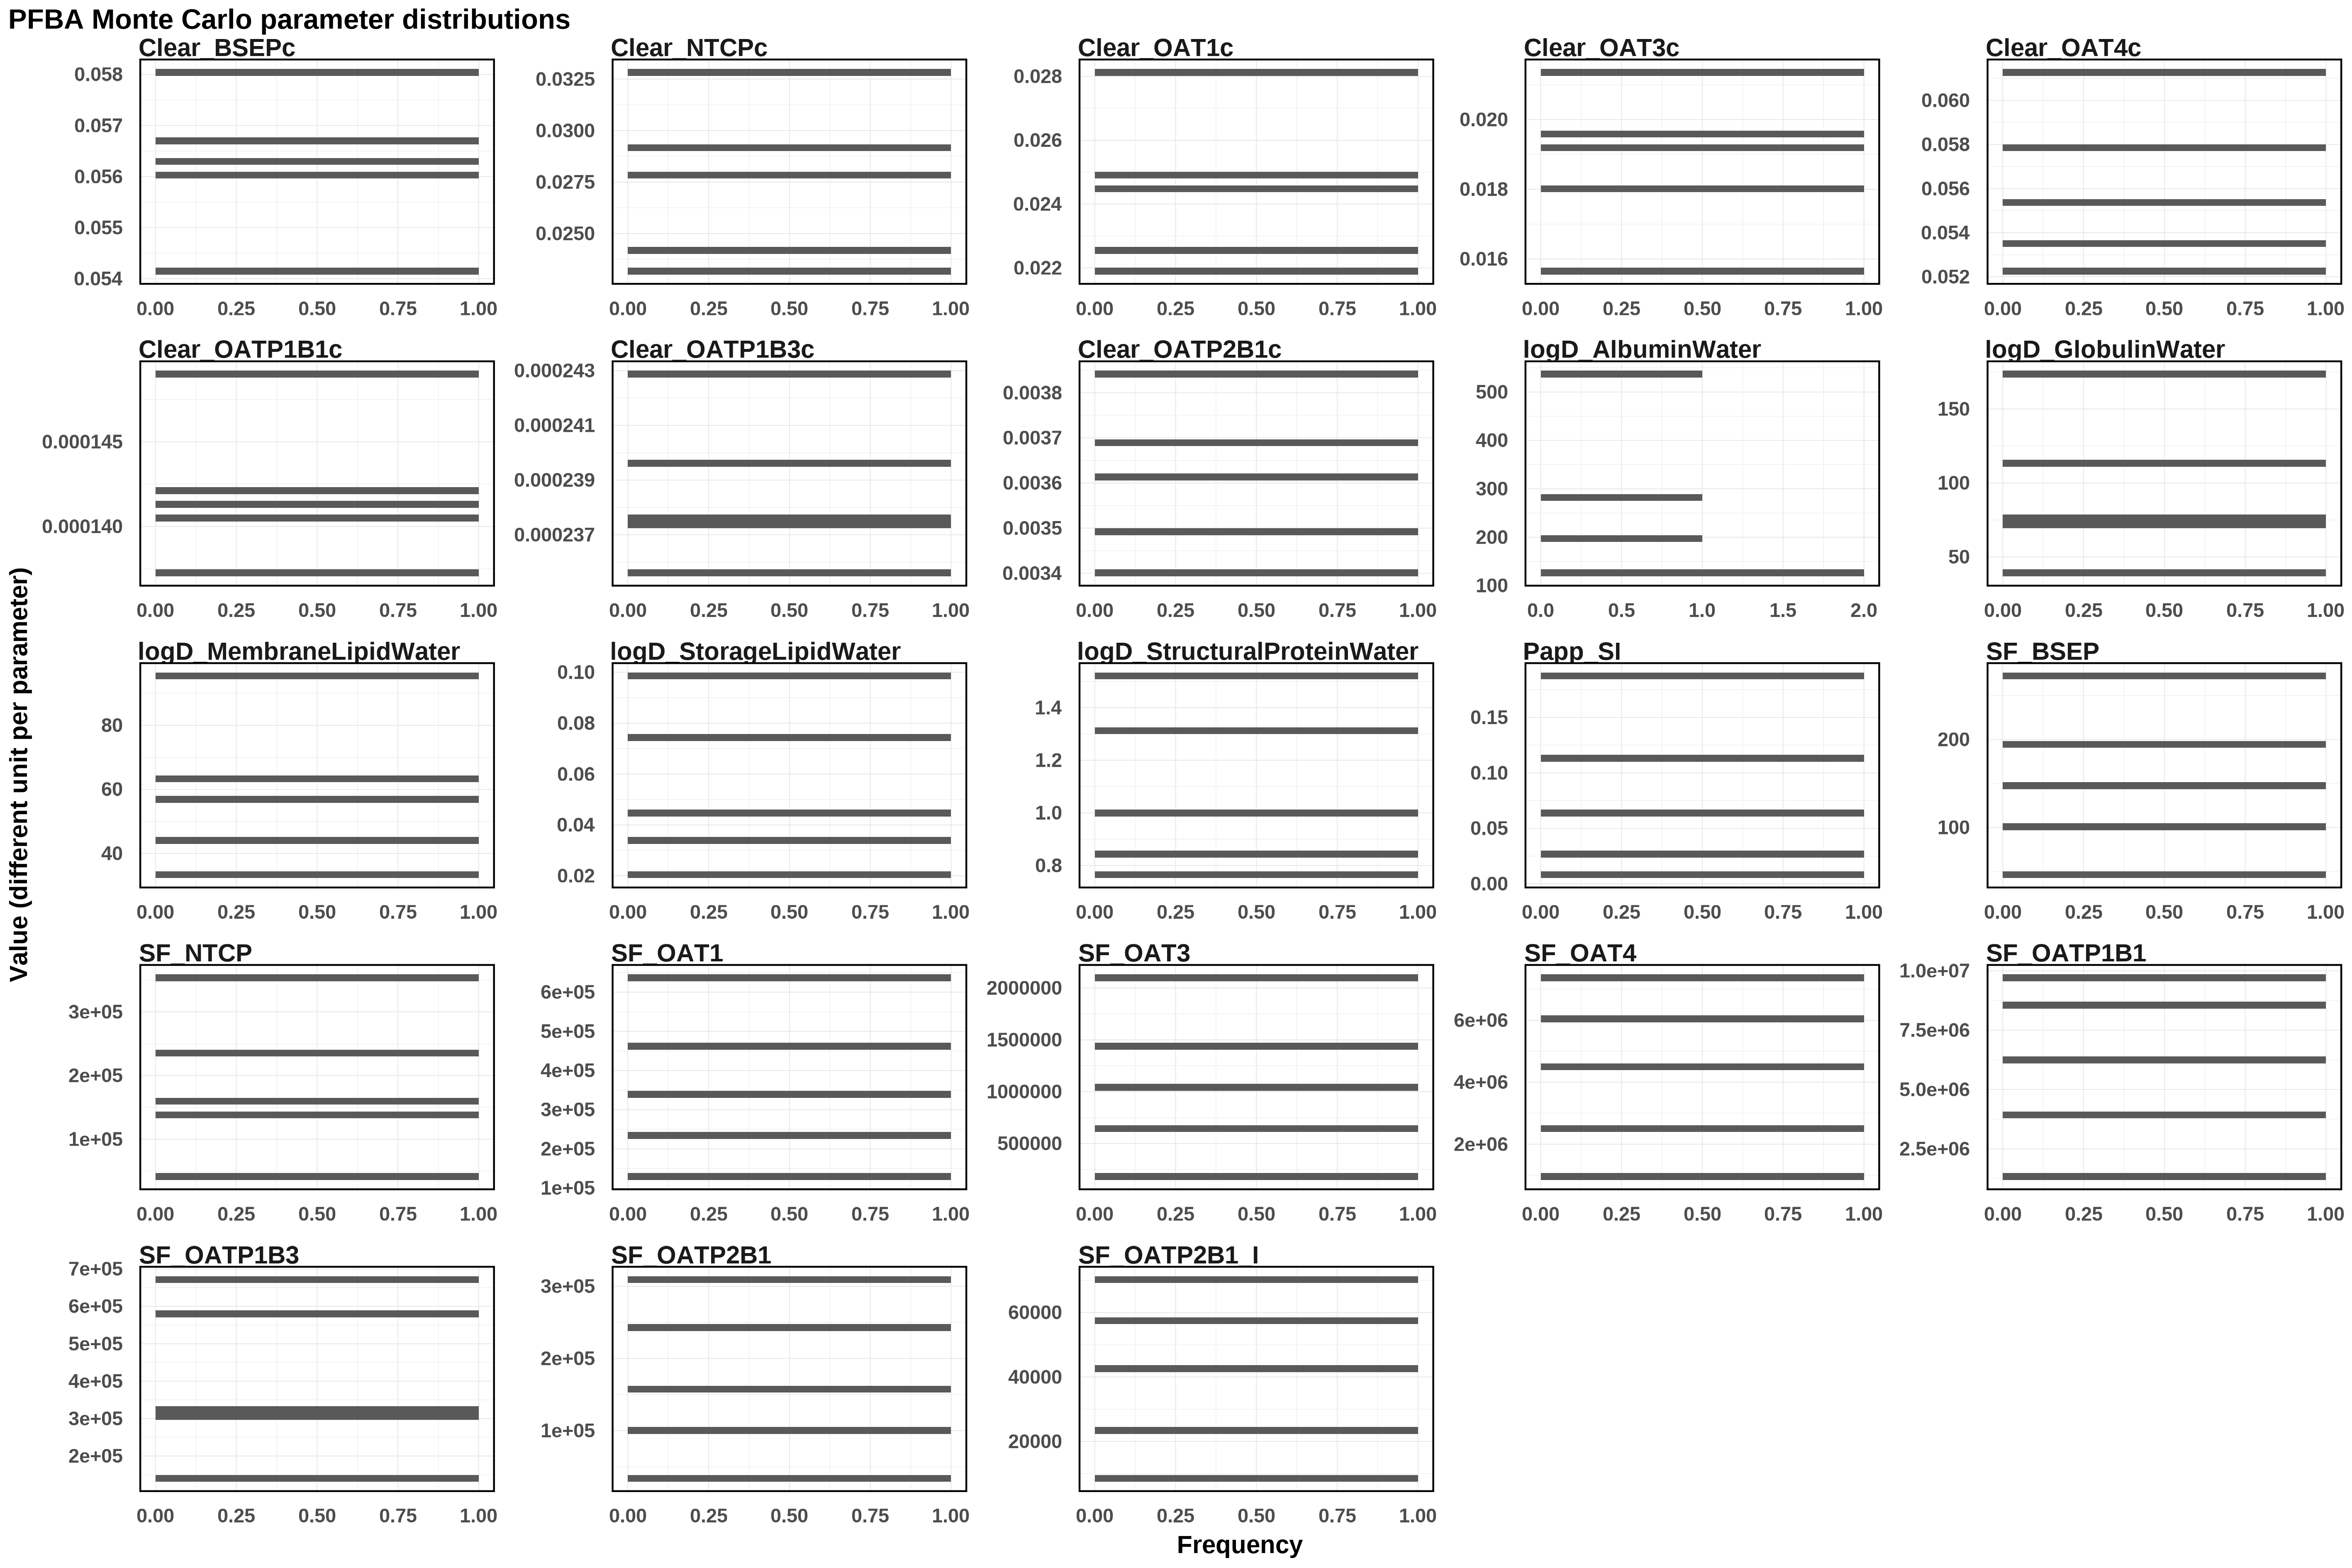 PFBA Monte Carlo parameter distributions
Clear_BSEPc Clear_NTCPc Clear_OAT1c Clear_OAT3c Clear_OAT4c
0.058 0.057 0.056 0.055 0.054
0.0325 0.0300 0.0275 0.0250
0.028 0.026 0.024 0.022
0.020 0.018 0.016
0.060 0.058 0.056 0.054 0.052
0.00 0.25 0.50 0.75 1.00 0.00 0.25 0.50 0.75 1.00 0.00 0.25 0.50 0.75 1.00 0.00 0.25 0.50 0.75 1.00 0.00 0.25 0.50 0.75 1.00
Clear_OATP1B1c Clear_OATP1B3c Clear_OATP2B1c logD_AlbuminWater logD_GlobulinWater
0.000145 0.000140
0.000243 0.000241 0.000239 0.000237
0.0038 0.0037 0.0036 0.0035 0.0034
500 400 300 200 100
150 100 50
0.00 0.25 0.50 0.75 1.00 0.00 0.25 0.50 0.75 1.00 0.00 0.25 0.50 0.75 1.00 0.0 0.5 1.0 1.5 2.0 0.00 0.25 0.50 0.75 1.00
Value (different unit per parameter)
logD_MembraneLipidWater logD_StorageLipidWater logD_StructuralProteinWater Papp_SI SF_BSEP
80 60 40
0.10 0.08 0.06 0.04 0.02
1.4 1.2 1.0 0.8
0.15 0.10 0.05 0.00
200 100
0.00 0.25 0.50 0.75 1.00 0.00 0.25 0.50 0.75 1.00 0.00 0.25 0.50 0.75 1.00 0.00 0.25 0.50 0.75 1.00 0.00 0.25 0.50 0.75 1.00
SF_NTCP SF_OAT1 SF_OAT3 SF_OAT4 SF_OATP1B1
3e+05 2e+05 1e+05
6e+05 5e+05 4e+05 3e+05 2e+05 1e+05
2000000 1500000 1000000 500000
6e+06 4e+06 2e+06
1.0e+07 7.5e+06 5.0e+06 2.5e+06
0.00 0.25 0.50 0.75 1.00 0.00 0.25 0.50 0.75 1.00 0.00 0.25 0.50 0.75 1.00 0.00 0.25 0.50 0.75 1.00 0.00 0.25 0.50 0.75 1.00
SF_OATP1B3 SF_OATP2B1 SF_OATP2B1_I
7e+05 6e+05 5e+05 4e+05 3e+05 2e+05
3e+05 2e+05 1e+05
60000 40000 20000
0.00 0.25 0.50 0.75 1.00 0.00 0.25 0.50 0.75 1.00 0.00 0.25 0.50 0.75 1.00
Frequency